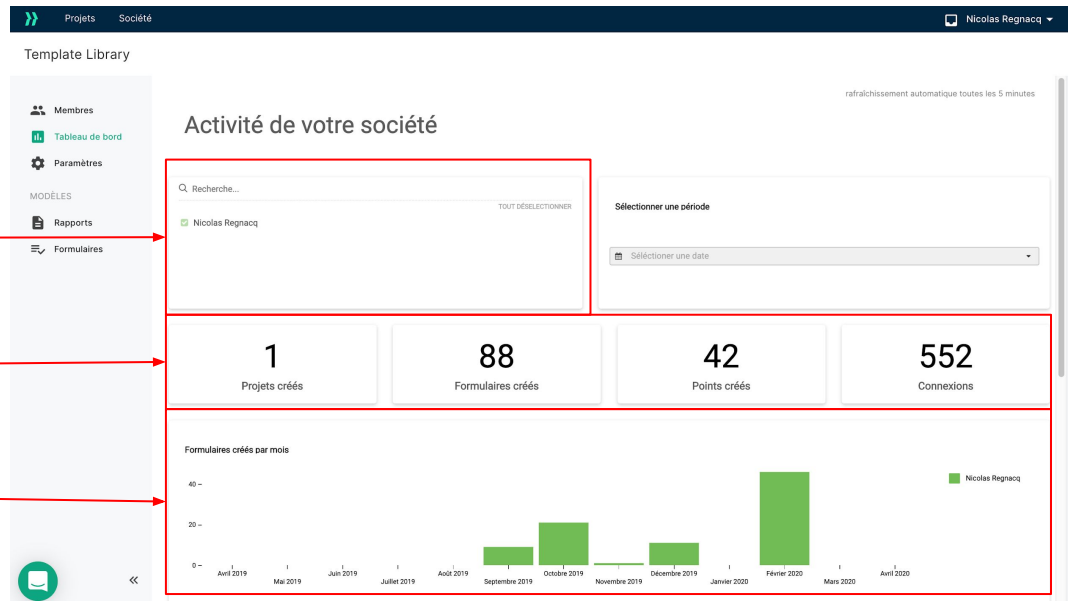 Projets Société Nicolas Regnacq
Template Library
rafraîchissement automatique toutes les 5 minutes
Membres
Tableau de bord
Paramètres
MODÈLES
Rapports
Formulaires
Activité de votre société
Recherche...
TOUT DÉSELECTIONNER
Nicolas Regnacq
Sélectionner une période
Séléctioner une date
1
Projets créés
88
Formulaires créés
42
Points créés
552
Connexions
Formulaires créés par mois
Nicolas Regnacq
40
20
0
Avril 2019 Mai 2019 Juin 2019 Juillet 2019 Août 2019 Septembre 2019 Octobre 2019 Novembre 2019 Décembre 2019 Janvier 2020 Février 2020 Mars 2020 Avril 2020